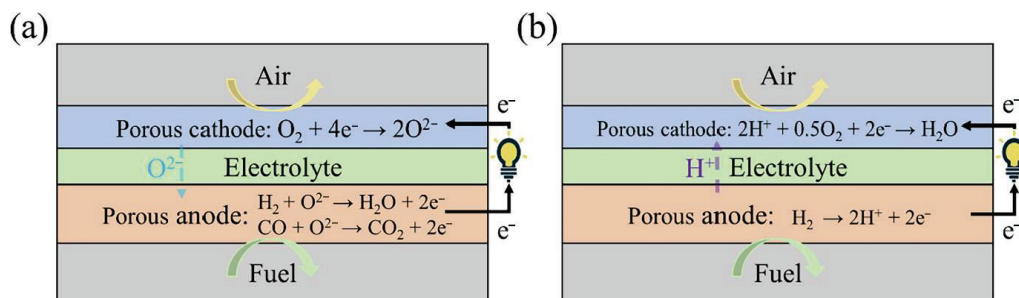 (a)
Air
Porous cathode: O₂ + 4e⁻ → 2O²⁻
e⁻
O²⁻
Electrolyte
Porous anode:
H₂ + O²⁻ → H₂O + 2e⁻
CO + O²⁻ → CO₂ + 2e⁻
e⁻
Fuel
(b)
Air
Porous cathode: 2H⁺ + 0.5O₂ + 2e⁻ → H₂O
e⁻
H⁺
Electrolyte
Porous anode: H₂ → 2H⁺ + 2e⁻
e⁻
Fuel